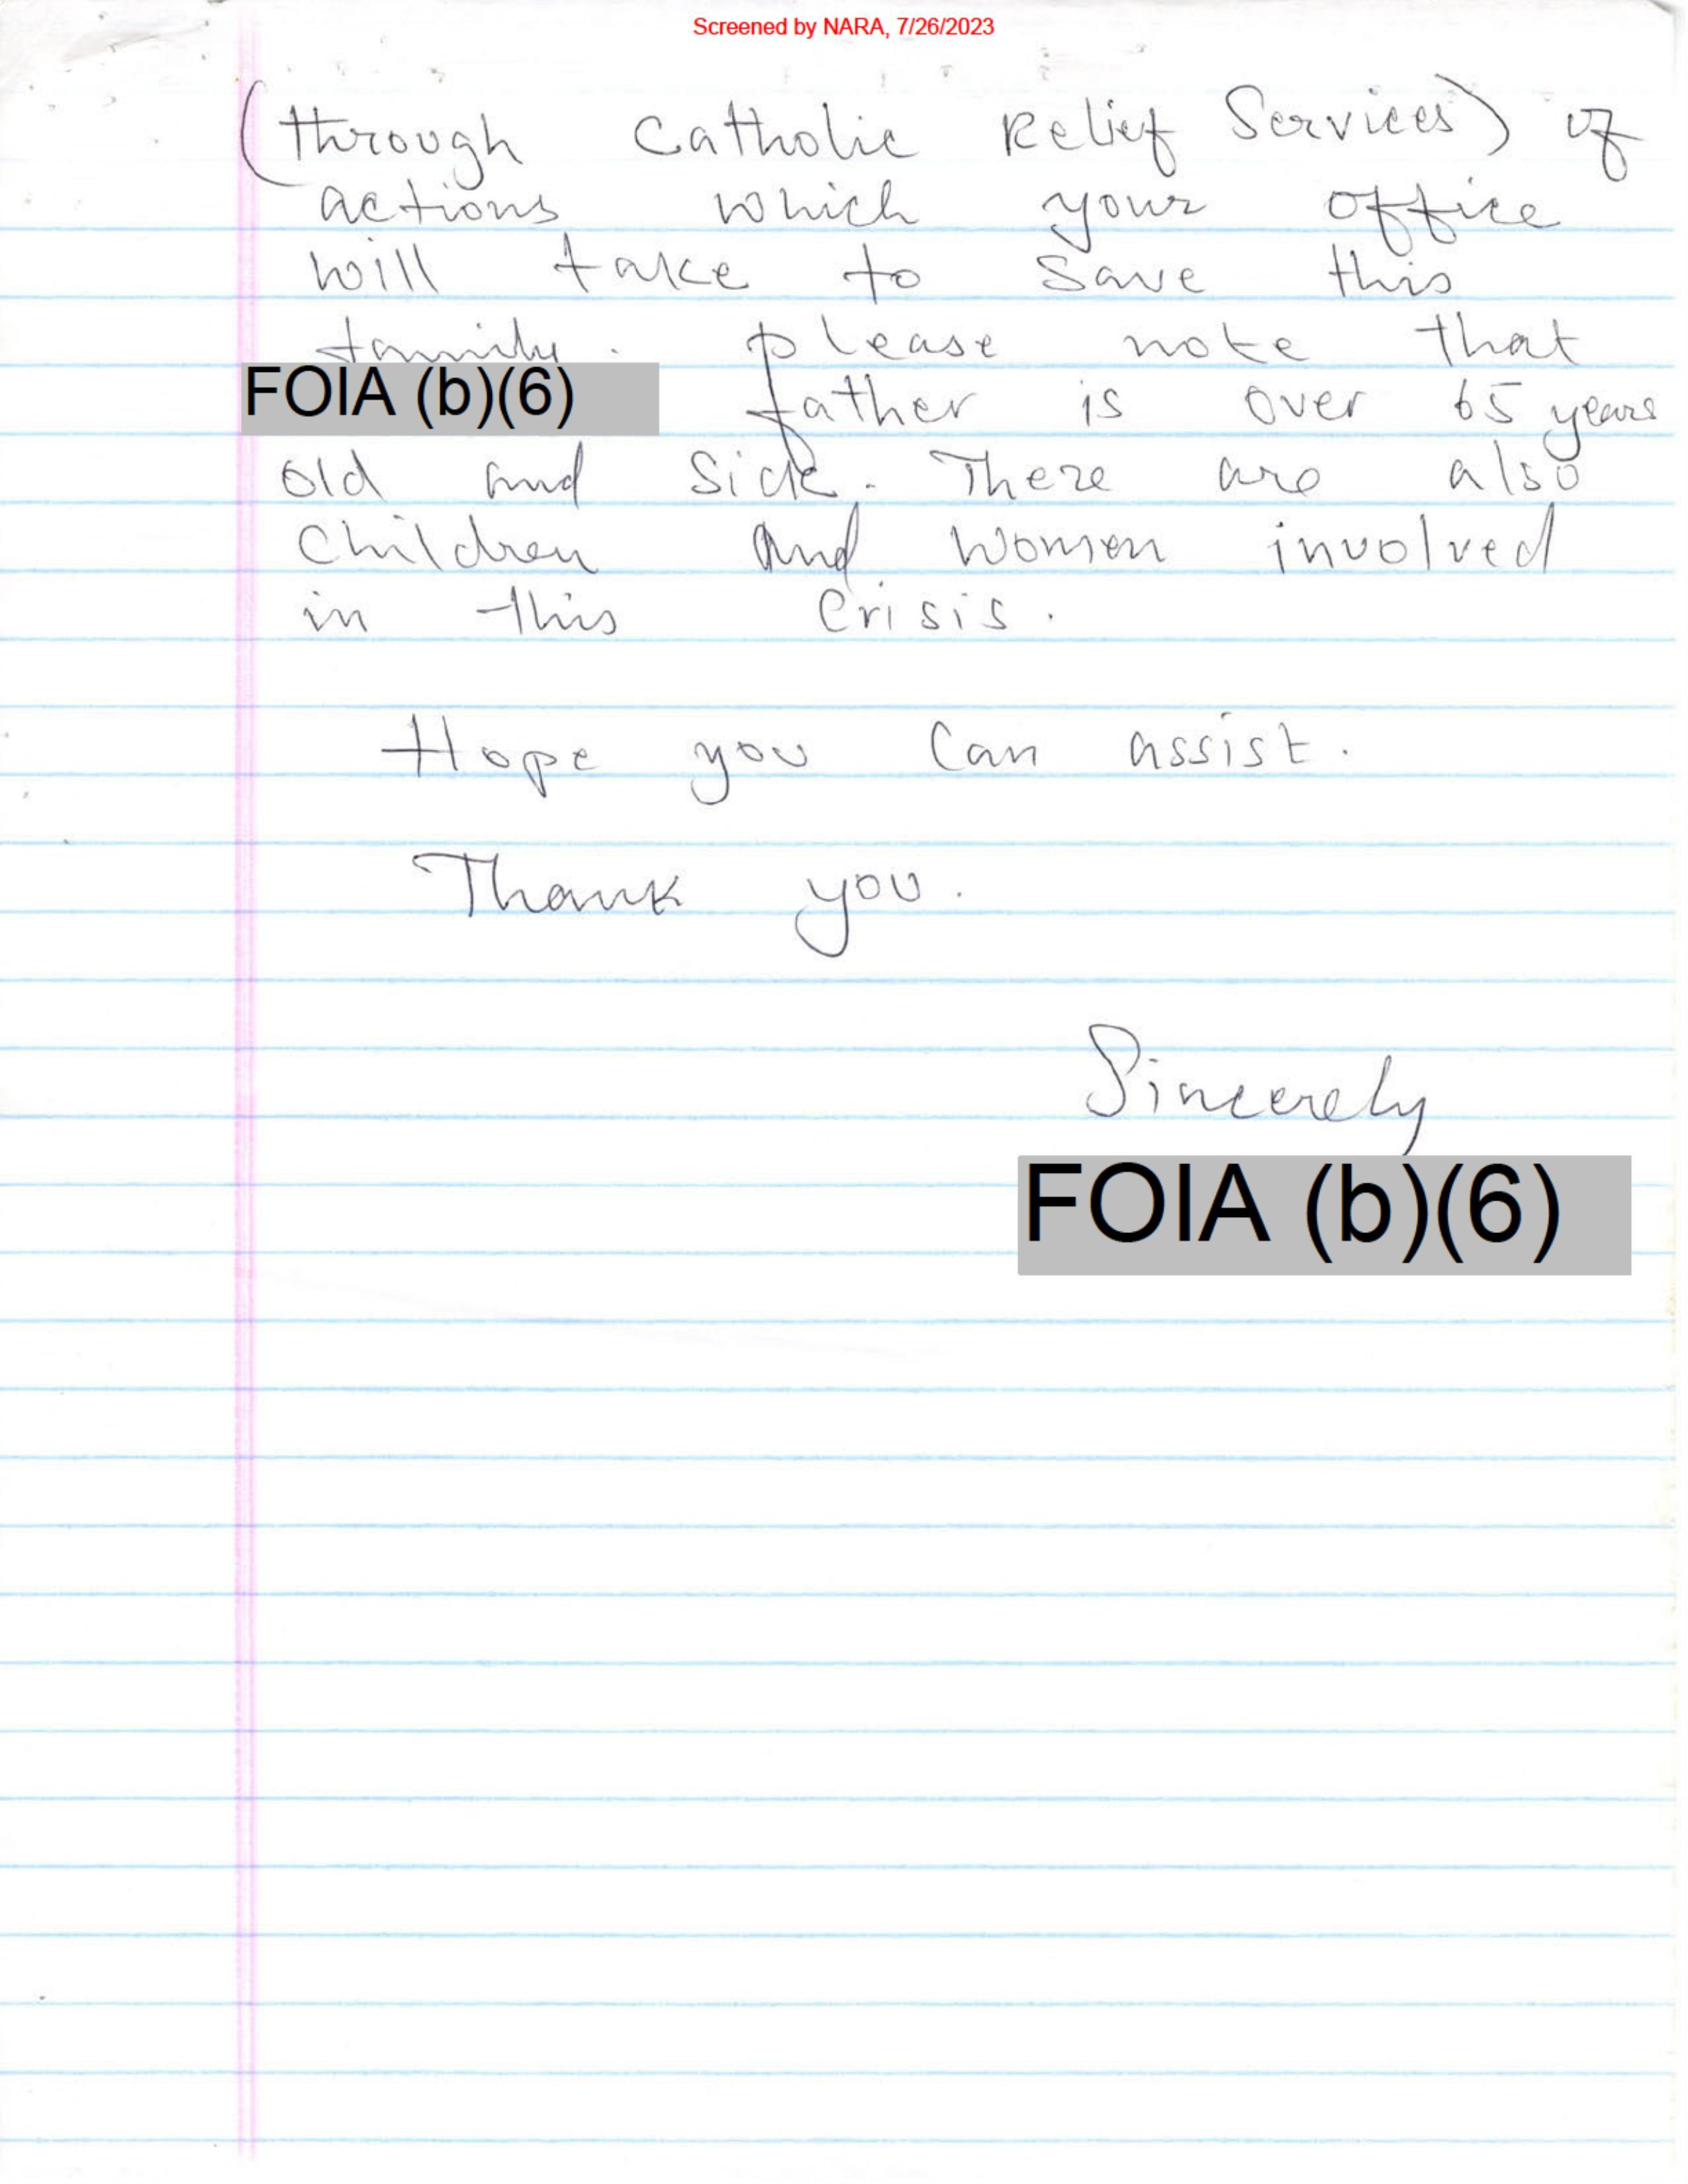 Screened by NARA, 7/26/2023
(through Catholic Relief Services) of
actions which your office
will take to save this
family. please note that
FOIA (b)(6) father is over 65 years
old and sick. There are also
children and women involved
in this crisis.
Hope you can assist.
Thank you.
Sincerely
FOIA (b)(6)